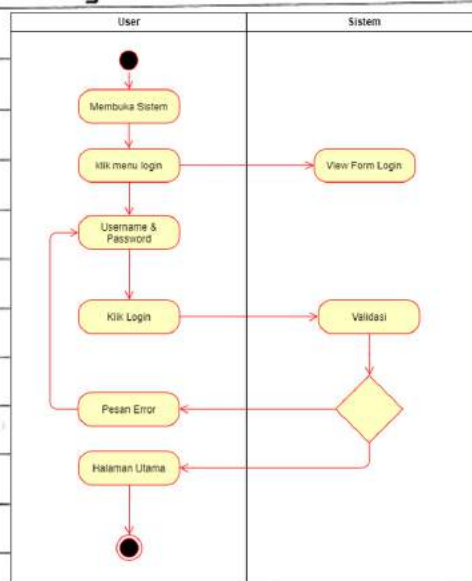 User
Sistem
Membuka Sistem
klik menu login
View Form Login
Username &
Password
Klik Login
Validasi
Pesan Error
Halaman Utama